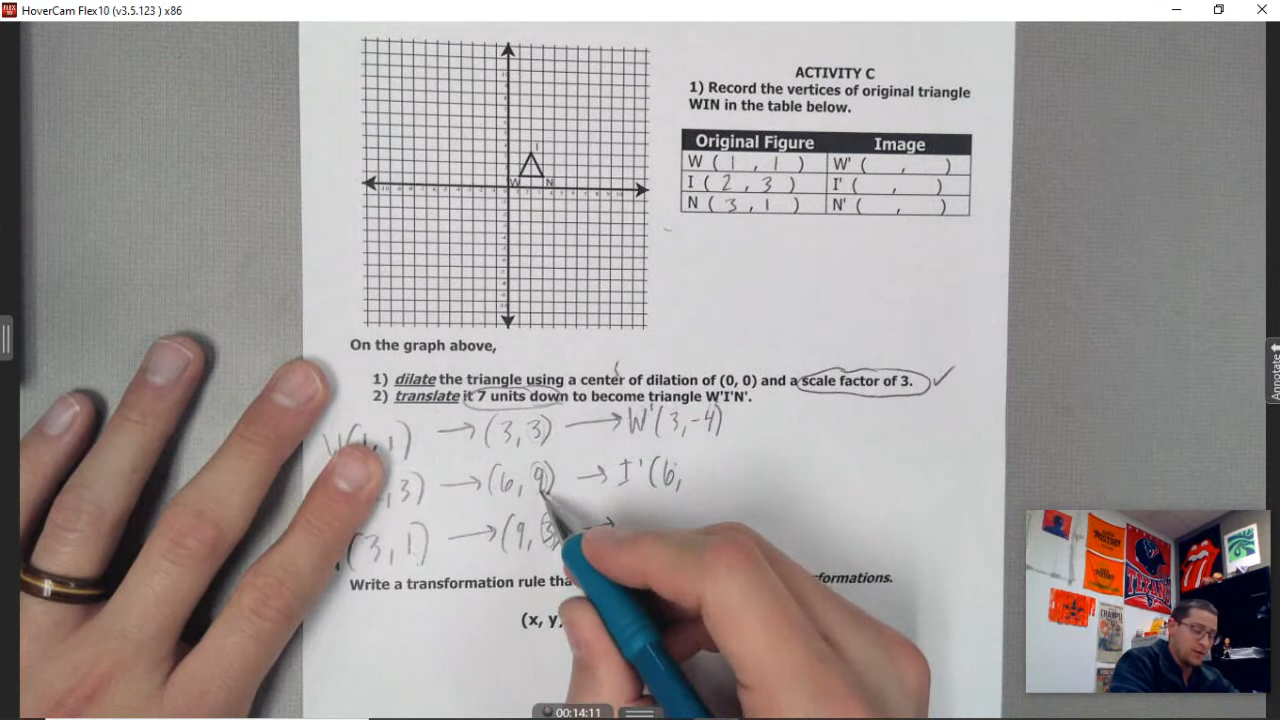 HoverCam Flex10 (v3.5.123 ) x86
ACTIVITY C
1) Record the vertices of original triangle
WIN in the table below.
Original Figure Image
W ( 1 , 1 ) W' ( , )
I ( 2 , 3 ) I' ( , )
N ( 3 , 1 ) N' ( , )
I
W N
On the graph above,
1) dilate the triangle using a center of dilation of (0, 0) and a scale factor of 3. ✓
2) translate it 7 units down to become triangle W'I'N'.
1) → (3, 3) → W' (3, -4)
, 3) → (6, 9) → I' (6,
(3, 1) → (9, 3) →
Write a transformation rule tha formations.
(x, y)
Annotate
00:14:11
HISTORY
TEXANS